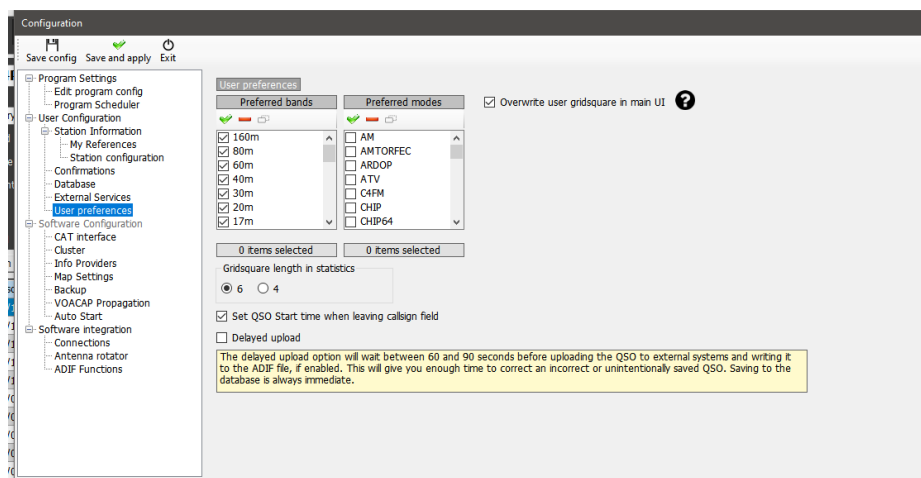 Configuration
Save config Save and apply Exit
Program Settings
Edit program config
Program Scheduler
User Configuration
Station Information
My References
Station configuration
Confirmations
Database
External Services
User preferences
Software Configuration
CAT interface
Cluster
Info Providers
Map Settings
Backup
VOACAP Propagation
Auto Start
Software integration
Connections
Antenna rotator
ADIF Functions
User preferences
Preferred bands
160m
80m
60m
40m
30m
20m
17m
0 items selected
Preferred modes
AM
AMTORFEC
ARDOP
ATV
C4FM
CHIP
CHIP64
0 items selected
Overwrite user gridsquare in main UI ?
Gridsquare length in statistics
6 4
Set QSO Start time when leaving callsign field
Delayed upload
The delayed upload option will wait between 60 and 90 seconds before uploading the QSO to external systems and writing it
to the ADIF file, if enabled. This will give you enough time to correct an incorrect or unintentionally saved QSO. Saving to the
database is always immediate.